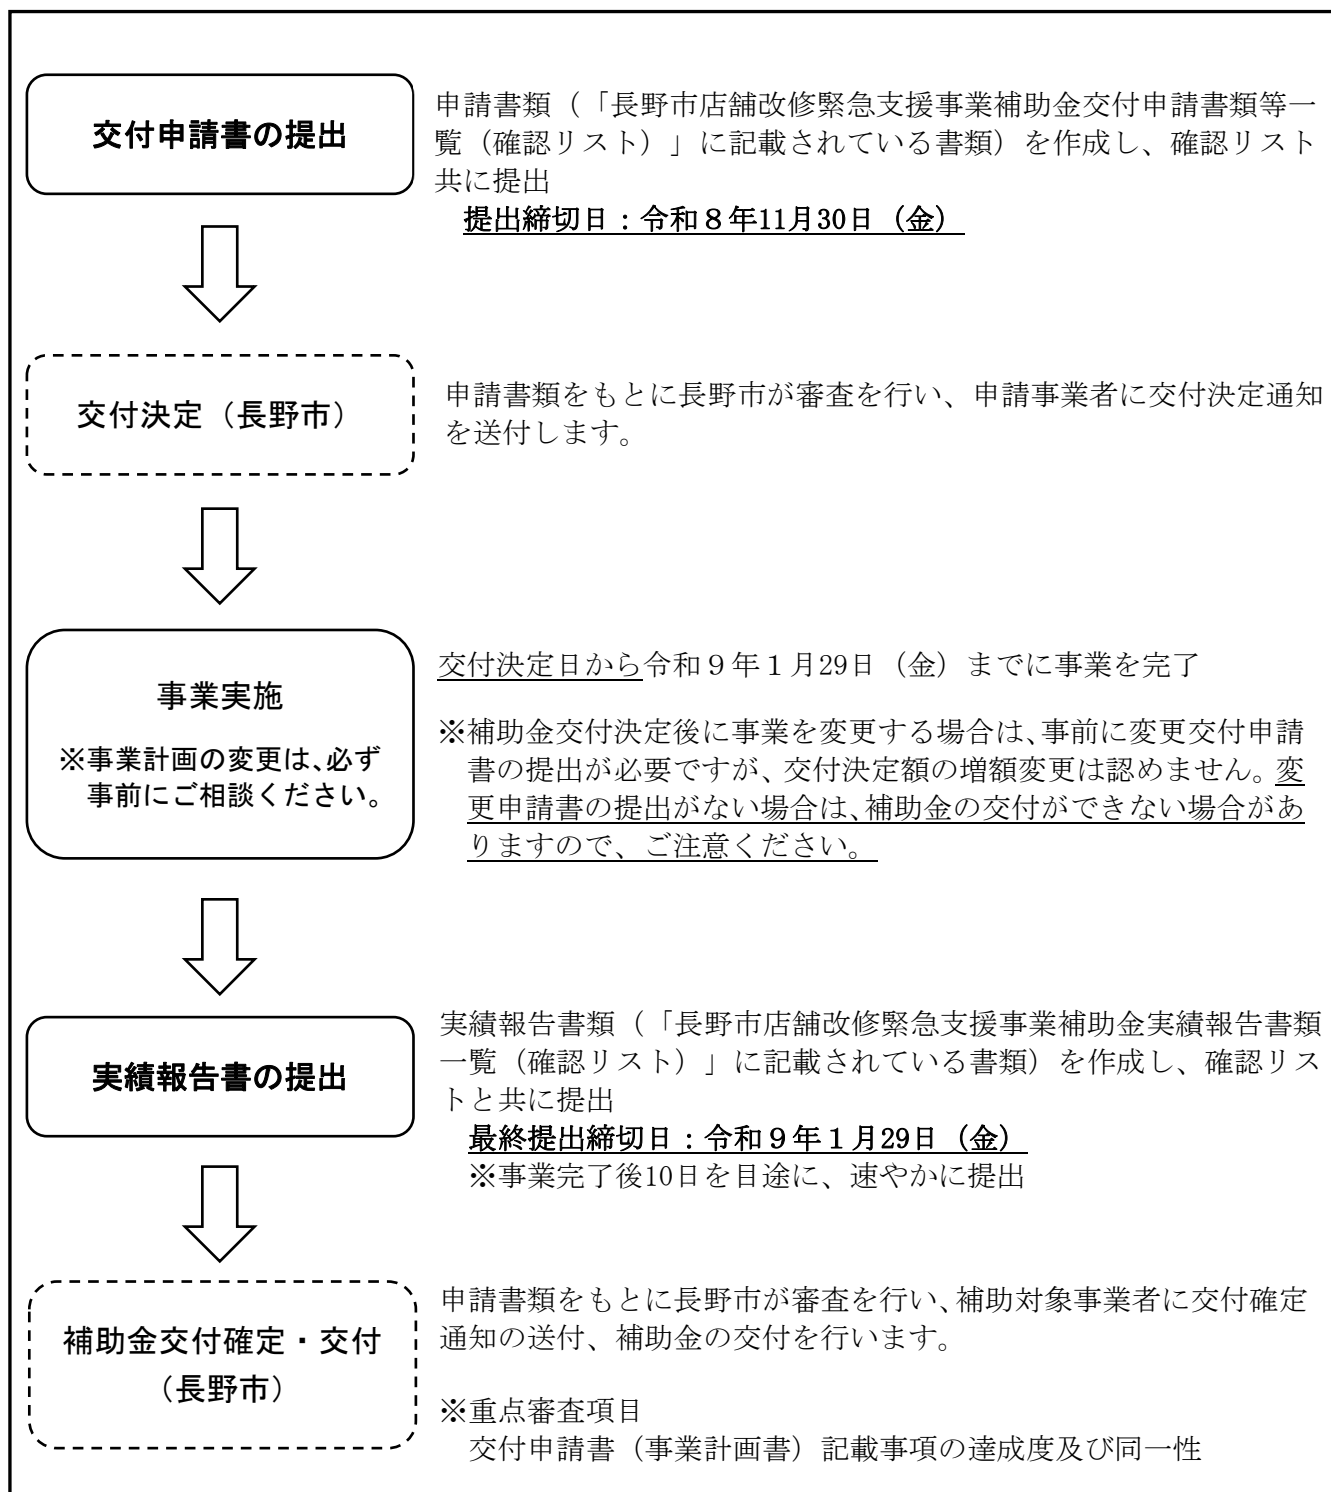 交付申請書の提出
申請書類（「長野市店舗改修緊急支援事業補助金交付申請書類等一
覧（確認リスト）」に記載されている書類）を作成し、確認リスト
共に提出
提出締切日：令和８年11月30日（金）
交付決定（長野市）
申請書類をもとに長野市が審査を行い、申請事業者に交付決定通知
を送付します。
事業実施
※事業計画の変更は、必ず
事前にご相談ください。
交付決定日から令和９年１月29日（金）までに事業を完了
※補助金交付決定後に事業を変更する場合は、事前に変更交付申請
書の提出が必要ですが、交付決定額の増額変更は認めません。変
更申請書の提出がない場合は、補助金の交付ができない場合があ
りますので、ご注意ください。
実績報告書の提出
実績報告書類（「長野市店舗改修緊急支援事業補助金実績報告書類
一覧（確認リスト）」に記載されている書類）を作成し、確認リス
トと共に提出
最終提出締切日：令和９年１月29日（金）
※事業完了後10日を目途に、速やかに提出
補助金交付確定・交付
（長野市）
申請書類をもとに長野市が審査を行い、補助対象事業者に交付確定
通知の送付、補助金の交付を行います。
※重点審査項目
交付申請書（事業計画書）記載事項の達成度及び同一性